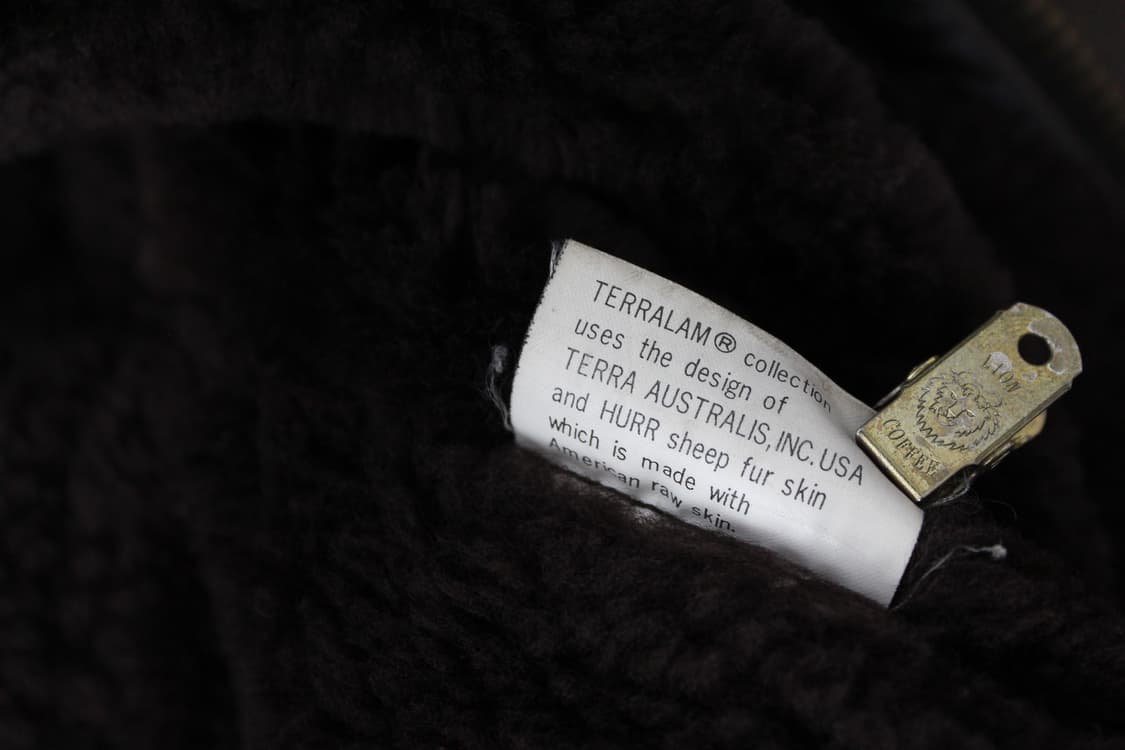 TERRALAM® collection
uses the design of
TERRA AUSTRALIS, INC. USA
and HURR sheep fur skin
which is made with
American raw skin.
LION
COFFEE